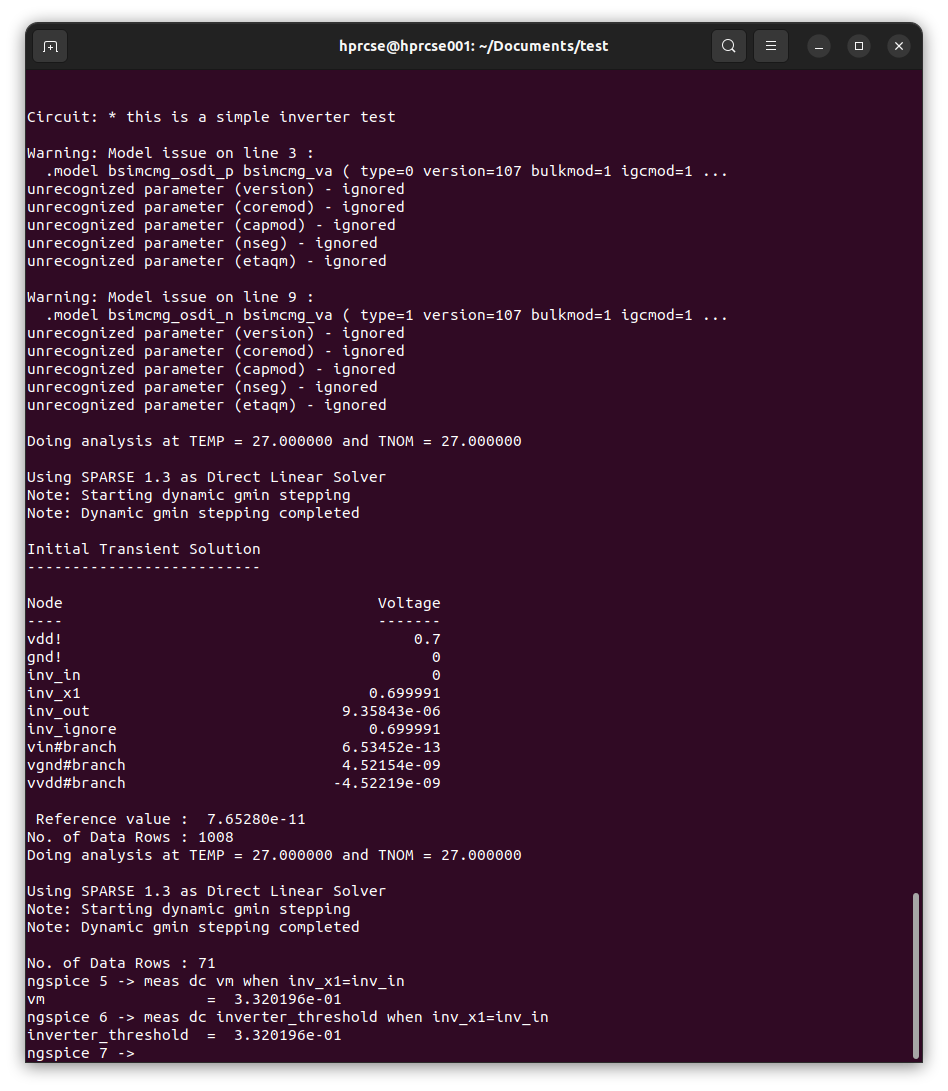 hprcse@hprcse001: ~/Documents/test
Circuit: * this is a simple inverter test
Warning: Model issue on line 3 :
  .model bsimcmg_osdi_p bsimcmg_va ( type=0 version=107 bulkmod=1 igcmod=1 ...
unrecognized parameter (version) - ignored
unrecognized parameter (coremod) - ignored
unrecognized parameter (capmod) - ignored
unrecognized parameter (nseg) - ignored
unrecognized parameter (etaqm) - ignored
Warning: Model issue on line 9 :
  .model bsimcmg_osdi_n bsimcmg_va ( type=1 version=107 bulkmod=1 igcmod=1 ...
unrecognized parameter (version) - ignored
unrecognized parameter (coremod) - ignored
unrecognized parameter (capmod) - ignored
unrecognized parameter (nseg) - ignored
unrecognized parameter (etaqm) - ignored
Doing analysis at TEMP = 27.000000 and TNOM = 27.000000
Using SPARSE 1.3 as Direct Linear Solver
Note: Starting dynamic gmin stepping
Note: Dynamic gmin stepping completed
Initial Transient Solution
--------------------------
Node                                   Voltage
----                                   -------
vdd!                                       0.7
gnd!                                         0
inv_in                                       0
inv_x1                                0.699991
inv_out                            9.35843e-06
inv_ignore                            0.699991
vin#branch                         6.53452e-13
vgnd#branch                        4.52154e-09
vvdd#branch                       -4.52219e-09
 Reference value :  7.65280e-11
No. of Data Rows : 1008
Doing analysis at TEMP = 27.000000 and TNOM = 27.000000
Using SPARSE 1.3 as Direct Linear Solver
Note: Starting dynamic gmin stepping
Note: Dynamic gmin stepping completed
No. of Data Rows : 71
ngspice 5 -> meas dc vm when inv_x1=inv_in
vm                  =  3.320196e-01
ngspice 6 -> meas dc inverter_threshold when inv_x1=inv_in
inverter_threshold  =  3.320196e-01
ngspice 7 ->